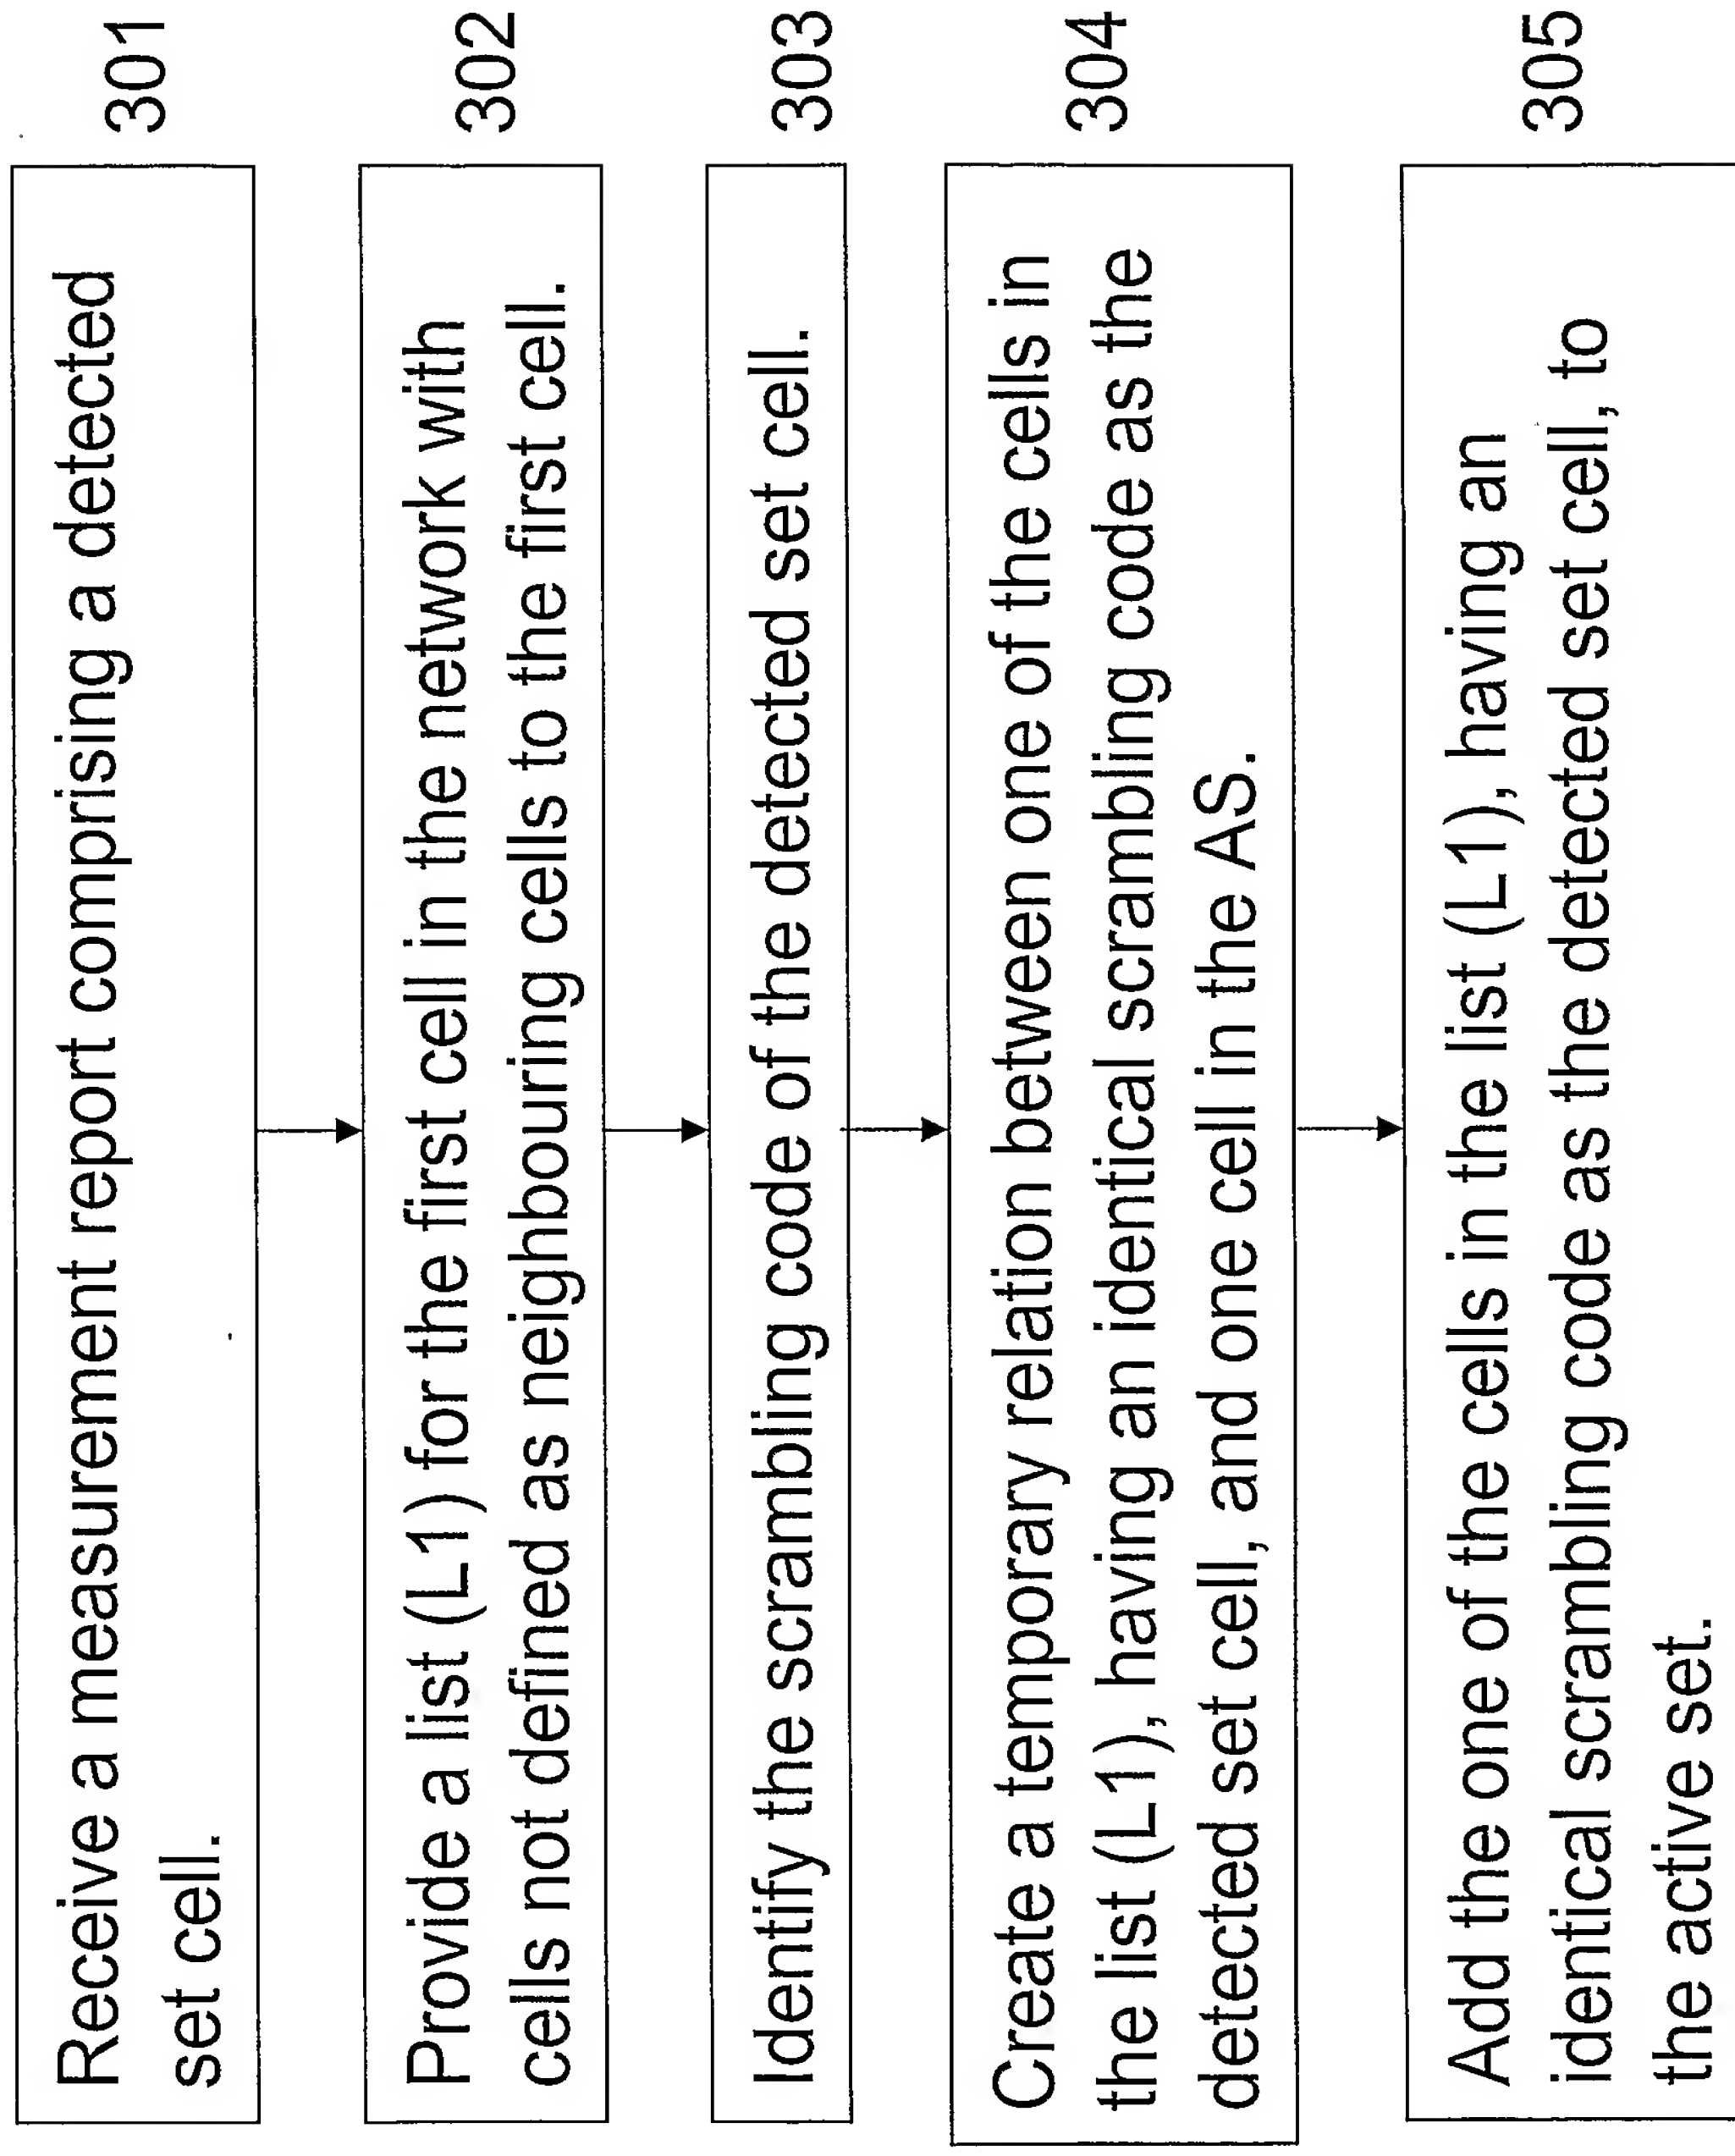 Receive a measurement report comprising a detected
set cell.
301
Provide a list (L1) for the first cell in the network with
cells not defined as neighbouring cells to the first cell.
302
Identify the scrambling code of the detected set cell.
303
Create a temporary relation between one of the cells in
the list (L1), having an identical scrambling code as the
detected set cell, and one cell in the AS.
304
Add the one of the cells in the list (L1), having an
identical scrambling code as the detected set cell, to
the active set.
305